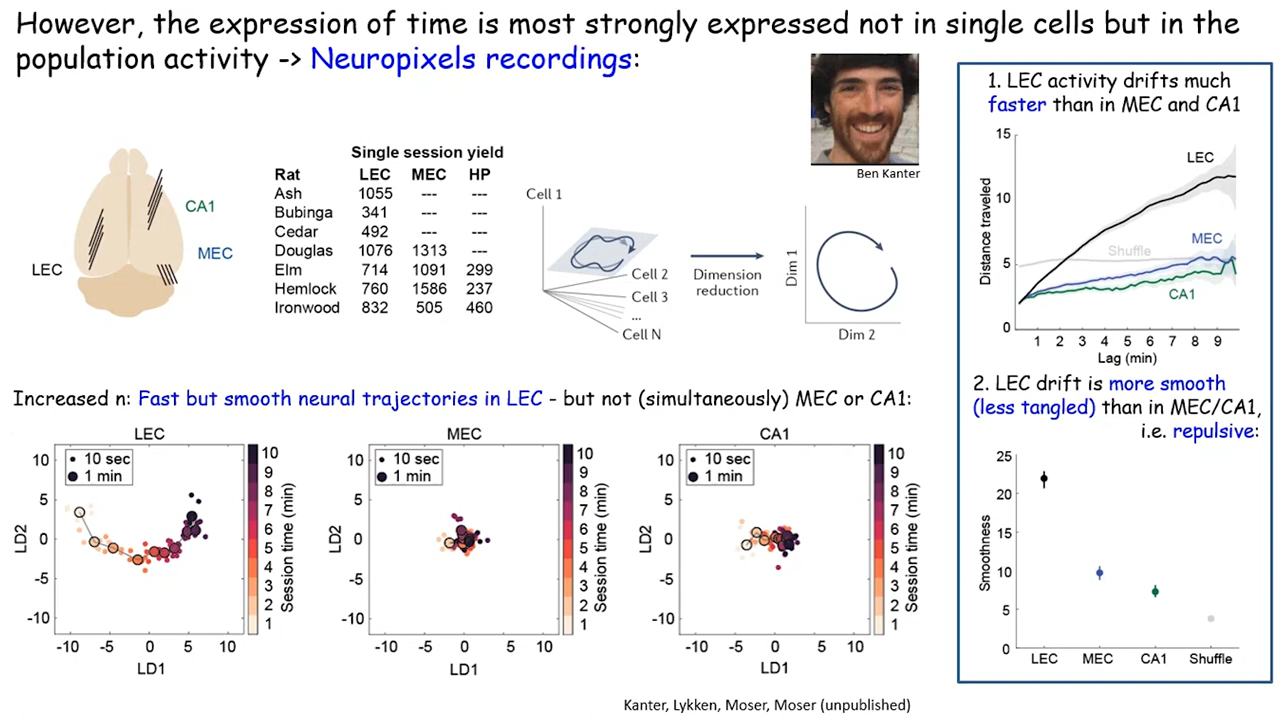 However, the expression of time is most strongly expressed not in single cells but in the
population activity -> Neuropixels recordings:
Ben Kanter
CA1
MEC
LEC
Single session yield
Rat LEC MEC HP
Ash 1055 --- ---
Bubinga 341 --- ---
Cedar 492 --- ---
Douglas 1076 1313 ---
Elm 714 1091 299
Hemlock 760 1586 237
Ironwood 832 505 460
Cell 1
Cell 2
Cell 3
...
Cell N
Dimension
reduction
Dim 1
Dim 2
Increased n: Fast but smooth neural trajectories in LEC - but not (simultaneously) MEC or CA1:
LEC
10 sec
1 min
10
5
0
-5
-10
LD2
-10 -5 0 5 10
LD1
10
9
8
7
6
5
4
3
2
1
Session time (min)
MEC
10 sec
1 min
10
5
0
-5
-10
LD2
-10 -5 0 5 10
LD1
10
9
8
7
6
5
4
3
2
1
Session time (min)
CA1
10 sec
1 min
10
5
0
-5
-10
LD2
-10 -5 0 5 10
LD1
10
9
8
7
6
5
4
3
2
1
Session time (min)
1. LEC activity drifts much
faster than in MEC and CA1
15
10
5
0
Distance traveled
LEC
Shuffle
MEC
CA1
1 2 3 4 5 6 7 8 9
Lag (min)
2. LEC drift is more smooth
(less tangled) than in MEC/CA1,
i.e. repulsive:
25
20
15
10
5
0
Smoothness
LEC MEC CA1 Shuffle
Kanter, Lykken, Moser, Moser (unpublished)